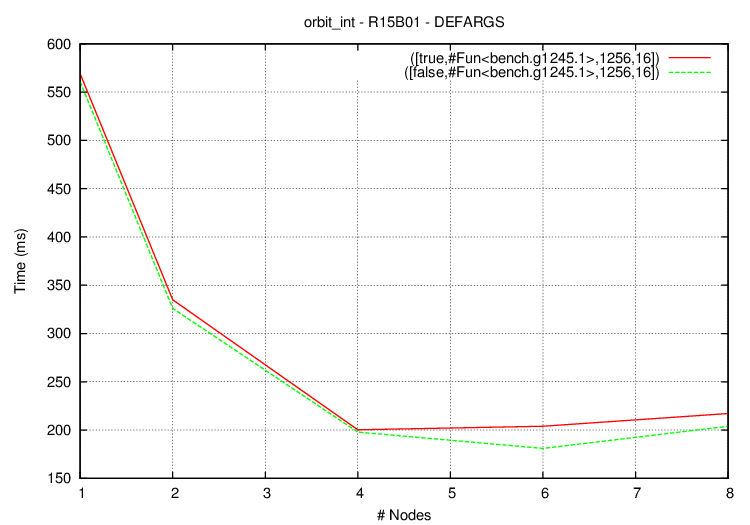 orbit_int - R15B01 - DEFARGS
([true,#Fun<bench.g1245.1>,1256,16])
([false,#Fun<bench.g1245.1>,1256,16])
600
550
500
450
400
350
300
250
200
150
Time (ms)
1 2 3 4 5 6 7 8
# Nodes